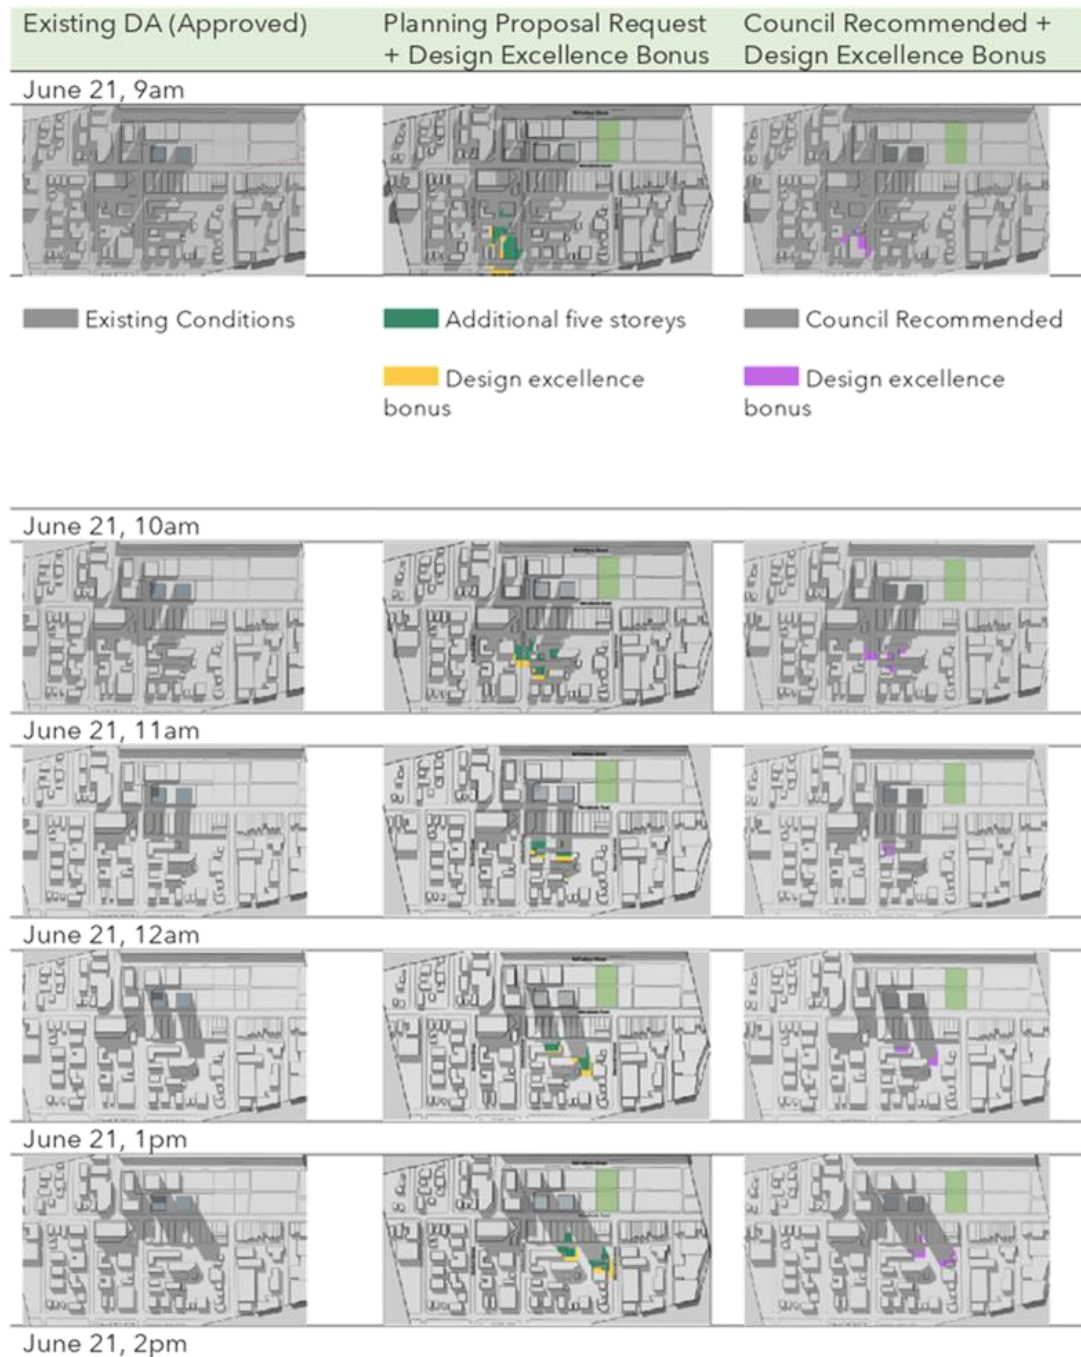 Existing DA (Approved)
Planning Proposal Request
+ Design Excellence Bonus
Council Recommended +
Design Excellence Bonus
June 21, 9am
Existing Conditions
Additional five storeys
Council Recommended
Design excellence
bonus
Design excellence
bonus
June 21, 10am
June 21, 11am
June 21, 12am
June 21, 1pm
June 21, 2pm